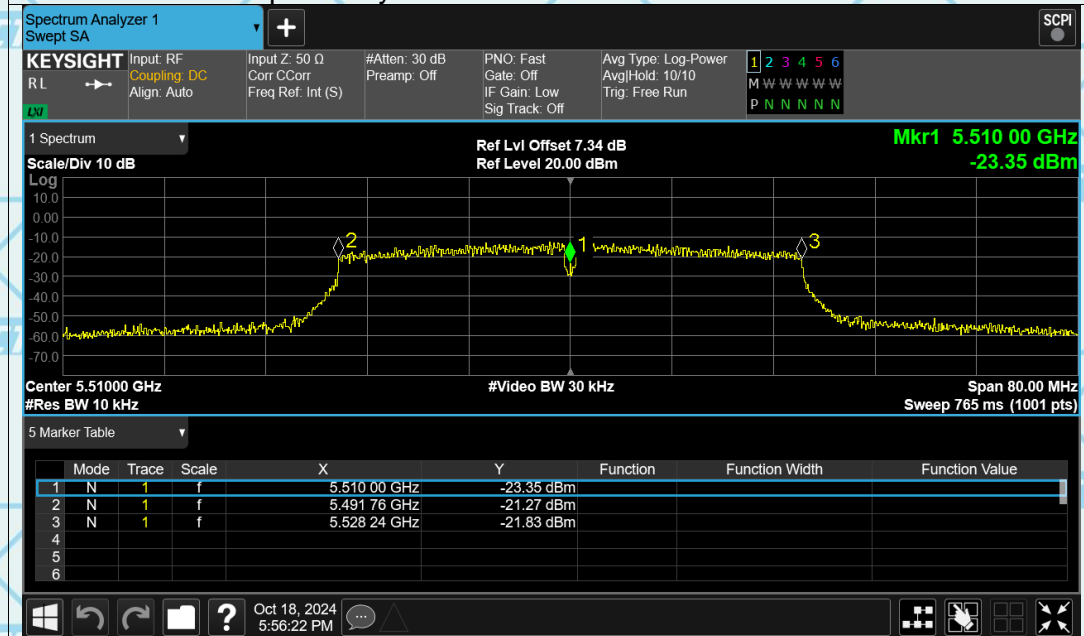 Spectrum Analyzer 1
Swept SA
+
SCPI
KEYSIGHT
RL
LXI
Input: RF
Coupling: DC
Align: Auto
Input Z: 50 Ω
Corr CCorr
Freq Ref: Int (S)
#Atten: 30 dB
Preamp: Off
PNO: Fast
Gate: Off
IF Gain: Low
Sig Track: Off
Avg Type: Log-Power
Avg|Hold: 10/10
Trig: Free Run
1 2 3 4 5 6
M W W W W W
P N N N N N
1 Spectrum
Scale/Div 10 dB
Ref Lvl Offset 7.34 dB
Ref Level 20.00 dBm
Mkr1 5.510 00 GHz
-23.35 dBm
Log
10.0
0.00
-10.0
-20.0
-30.0
-40.0
-50.0
-60.0
-70.0
2
1
3
Center 5.51000 GHz
#Video BW 30 kHz
Span 80.00 MHz
#Res BW 10 kHz
Sweep 765 ms (1001 pts)
5 Marker Table
Mode Trace Scale X Y Function Function Width Function Value
1 N 1 f 5.510 00 GHz -23.35 dBm
2 N 1 f 5.491 76 GHz -21.27 dBm
3 N 1 f 5.528 24 GHz -21.83 dBm
4
5
6
?
Oct 18, 2024
5:56:22 PM